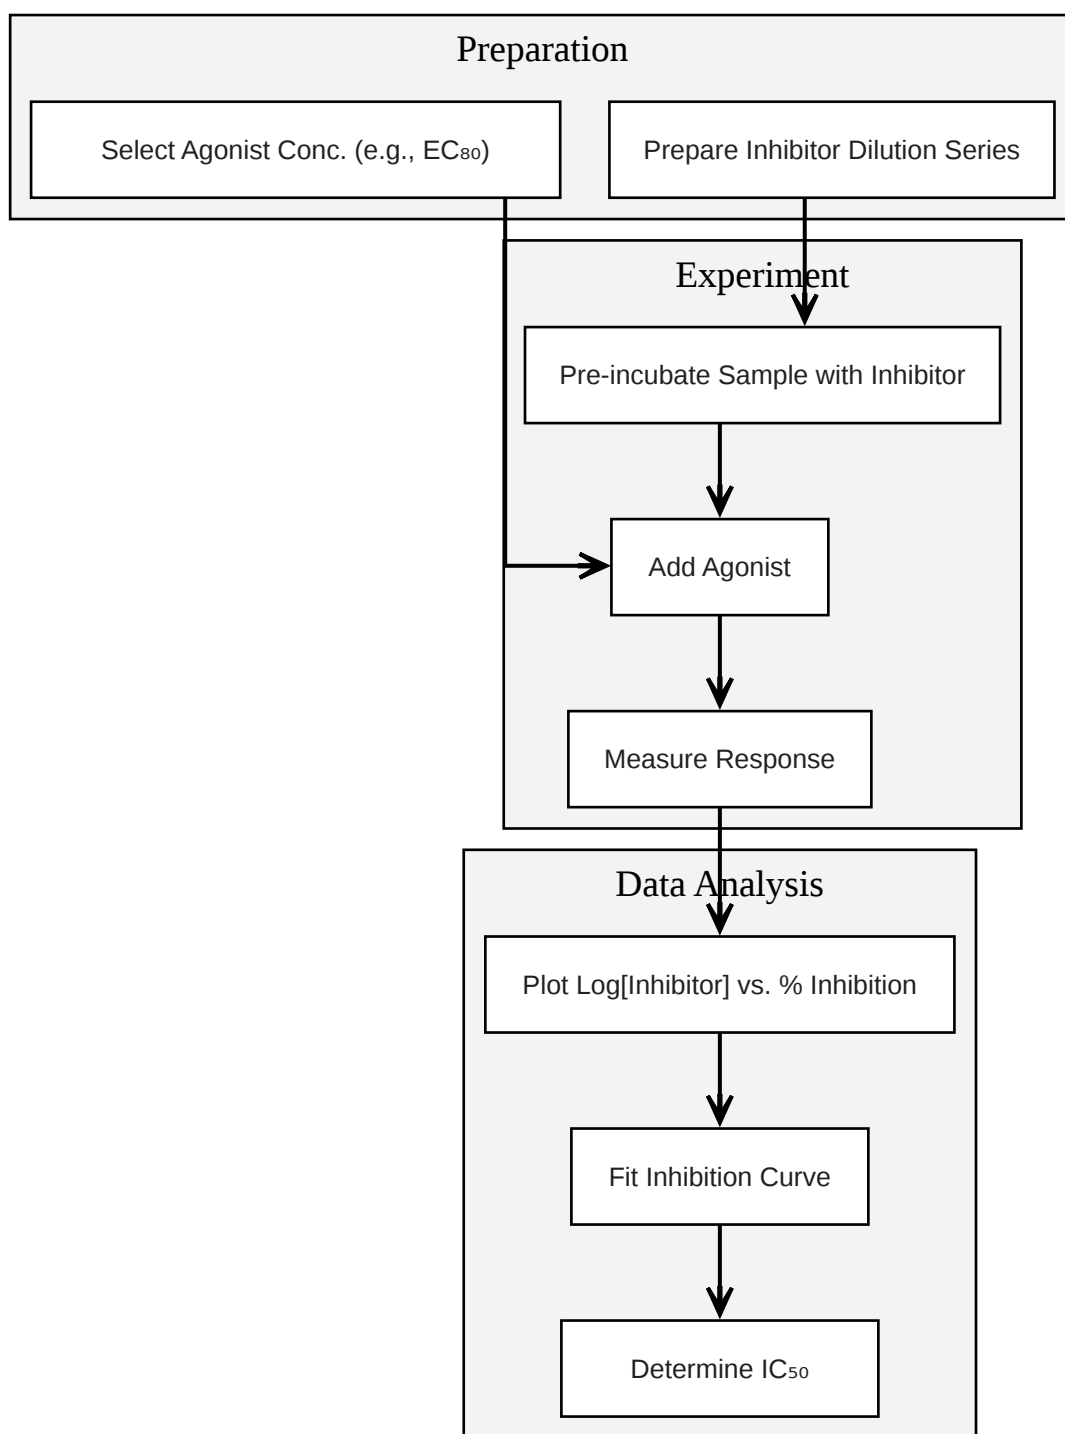 Preparation
Select Agonist Conc. (e.g., EC₈₀)
Prepare Inhibitor Dilution Series
Experiment
Pre-incubate Sample with Inhibitor
Add Agonist
Measure Response
Data Analysis
Plot Log[Inhibitor] vs. % Inhibition
Fit Inhibition Curve
Determine IC₅₀